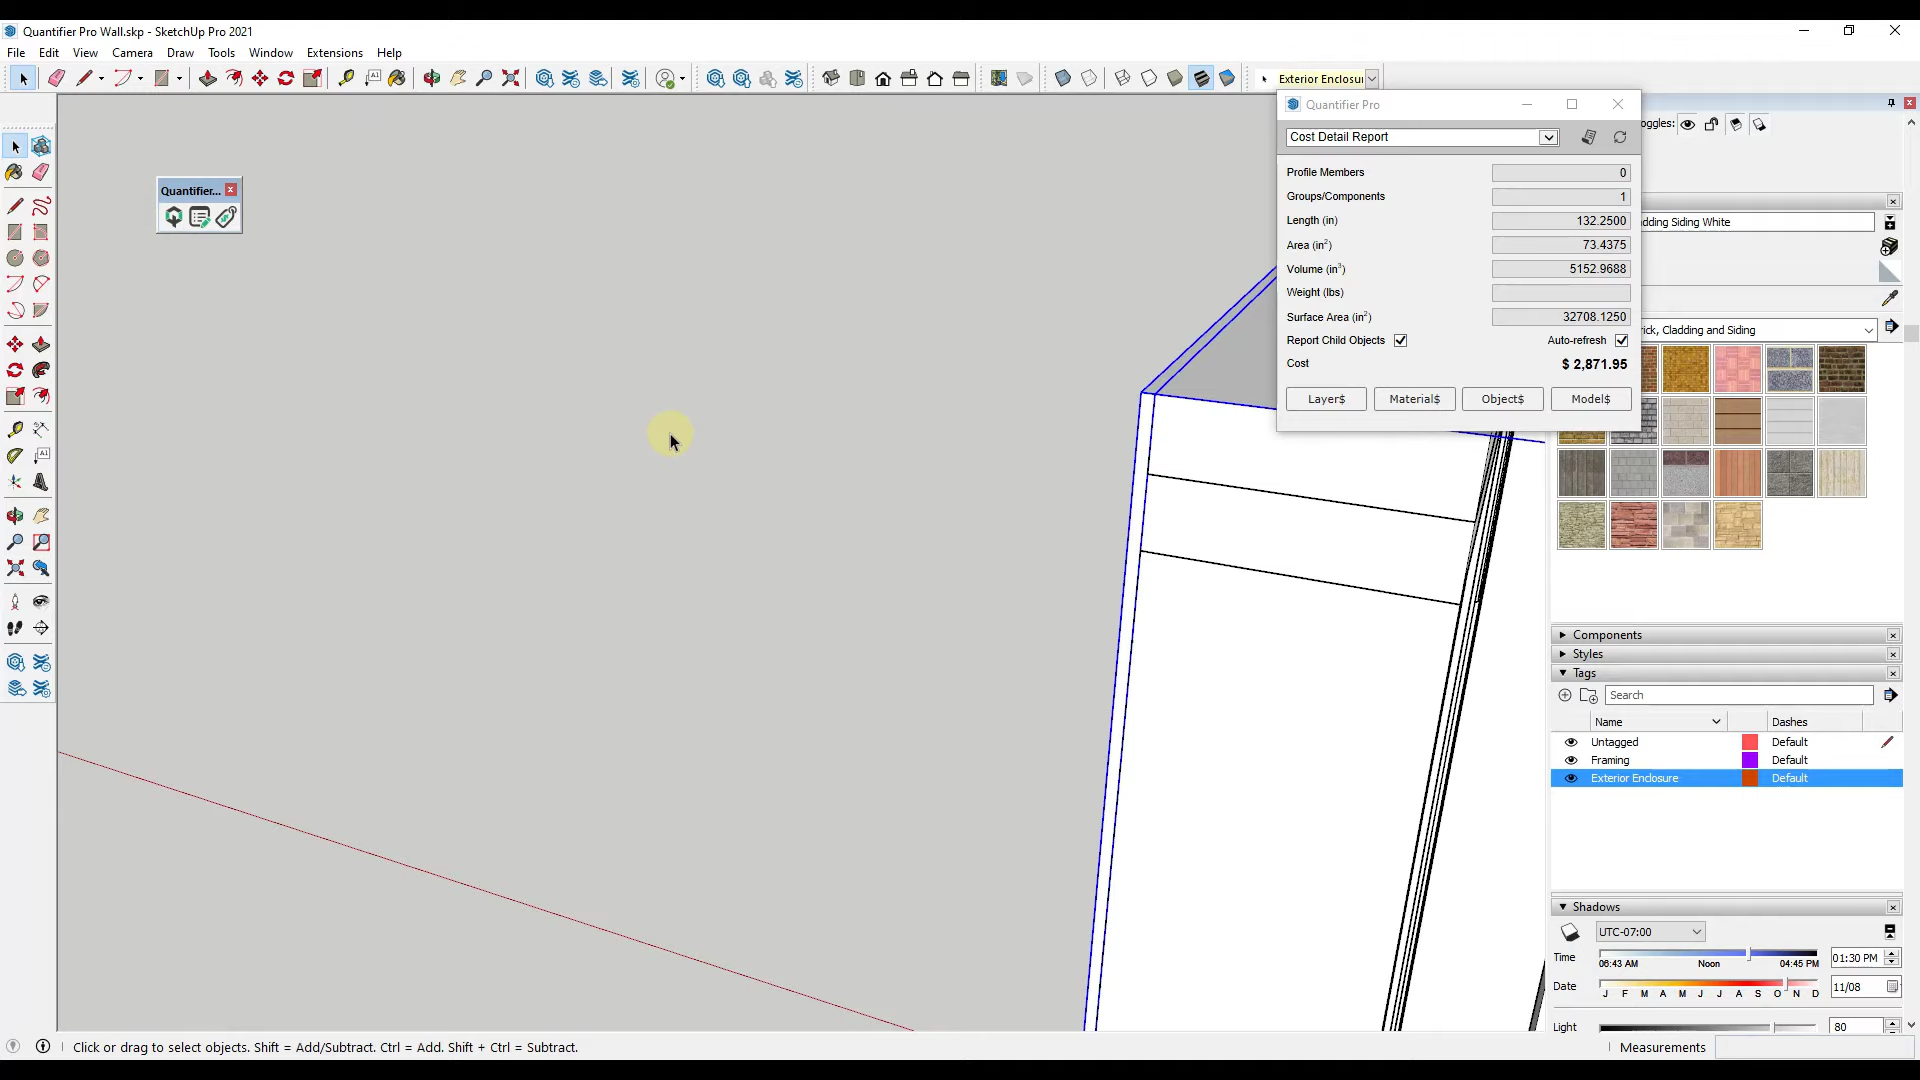 Quantifier Pro Wall.skp - SketchUp Pro 2021
File Edit View Camera Draw Tools Window Extensions Help
Exterior Enclosur
Quantifier...
Quantifier Pro
Cost Detail Report
Profile Members 0
Groups/Components 1
Length (in) 132.2500
Area (in²) 73.4375
Volume (in³) 5152.9688
Weight (lbs)
Surface Area (in²) 32708.1250
Report Child Objects Auto-refresh
Cost $ 2,871.95
Layer$ Material$ Object$ Model$
oggles:
dding Siding White
rick, Cladding and Siding
Components
Styles
Tags
Search
Name Dashes
Untagged Default
Framing Default
Exterior Enclosure Default
Shadows
UTC-07:00
Time 06:43 AM Noon 04:45 PM 01:30 PM
Date J F M A M J J A S O N D 11/08
Light 80
Click or drag to select objects. Shift = Add/Subtract. Ctrl = Add. Shift + Ctrl = Subtract.
Measurements